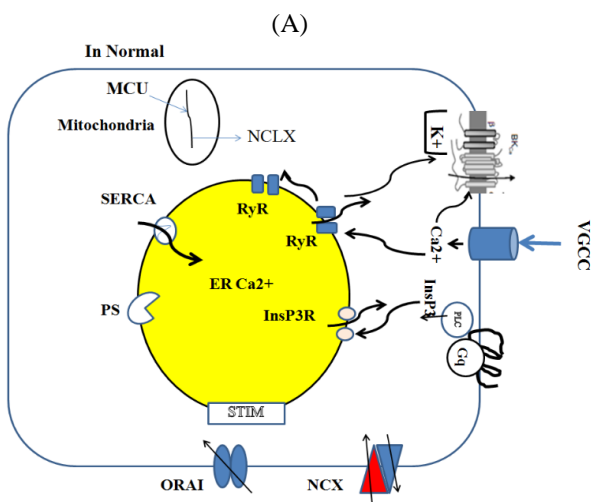 (A)
In Normal
MCU
Mitochondria
NCLX
K+
β
BK
SERCA
RyR
RyR
Ca2+
VGCC
ER Ca2+
PS
InsP3R
InsP3
PLC
Gq
STIM
ORAI
NCX